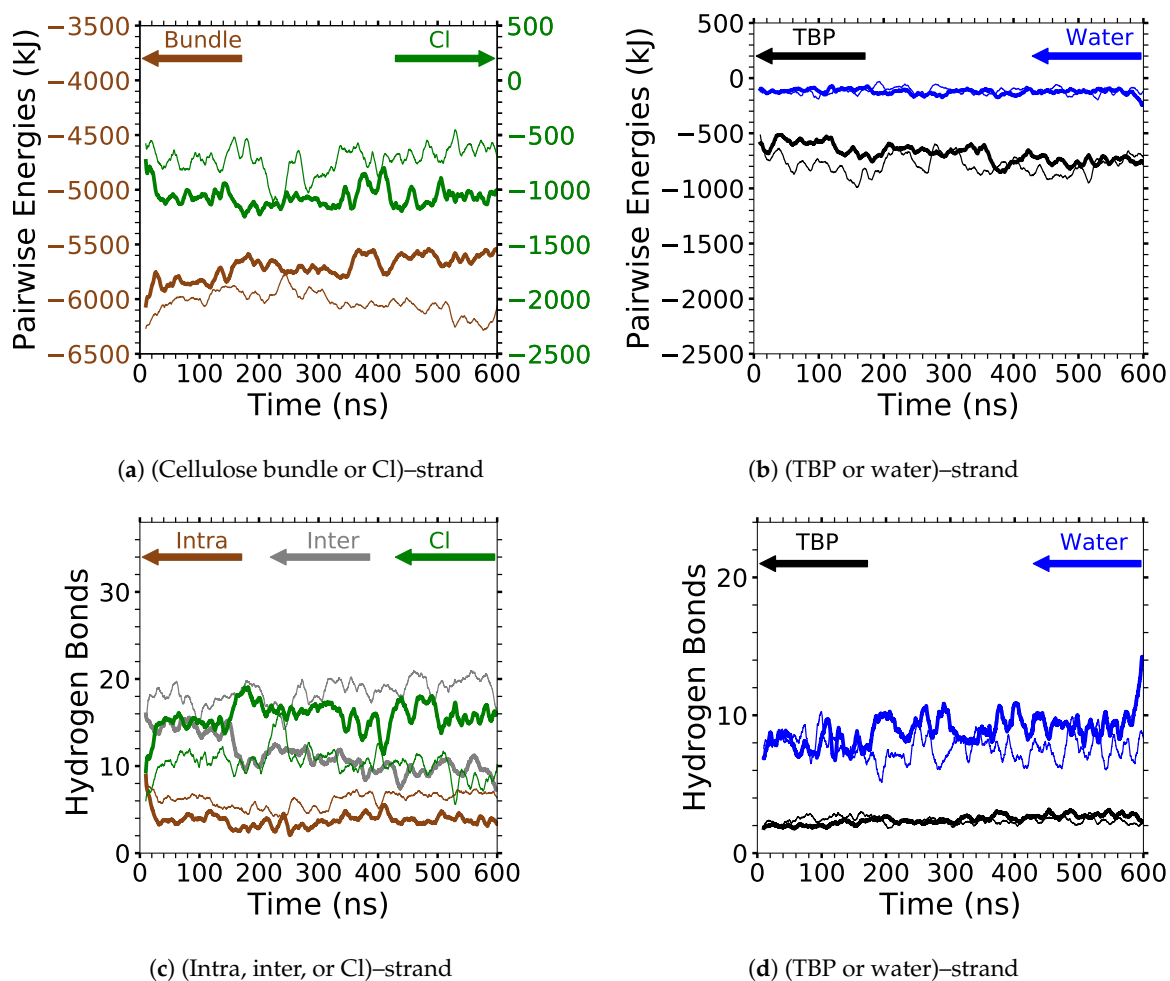 Pairwise Energies (kJ)
−3500
−4000
−4500
−5000
−5500
−6000
−6500
Bundle
Cl
500
0
−500
−1000
−1500
−2000
−2500
0 100 200 300 400 500 600
Time (ns)
(a) (Cellulose bundle or Cl)–strand
Pairwise Energies (kJ)
500
0
−500
−1000
−1500
−2000
−2500
TBP
Water
0 100 200 300 400 500 600
Time (ns)
(b) (TBP or water)–strand
Hydrogen Bonds
30
20
10
0
Intra
Inter
Cl
0 100 200 300 400 500 600
Time (ns)
(c) (Intra, inter, or Cl)–strand
Hydrogen Bonds
20
10
0
TBP
Water
0 100 200 300 400 500 600
Time (ns)
(d) (TBP or water)–strand